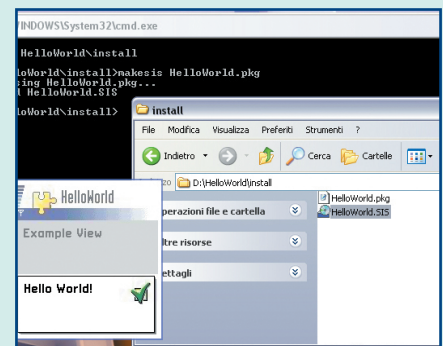 WINDOWS\System32\cmd.exe
HelloWorld\install
loWorld\install>makesis HelloWorld.pkg
sing HelloWorld.pkg...
d HelloWorld.SIS
loWorld\install>
install
File Modifica Visualizza Preferiti Strumenti ?
Indietro Cerca Cartelle
zzo D:\HelloWorld\install
perazioni file e cartella
ltre risorse
ettagli
HelloWorld.pkg
HelloWorld.SIS
HelloWorld
Example View
Hello World!